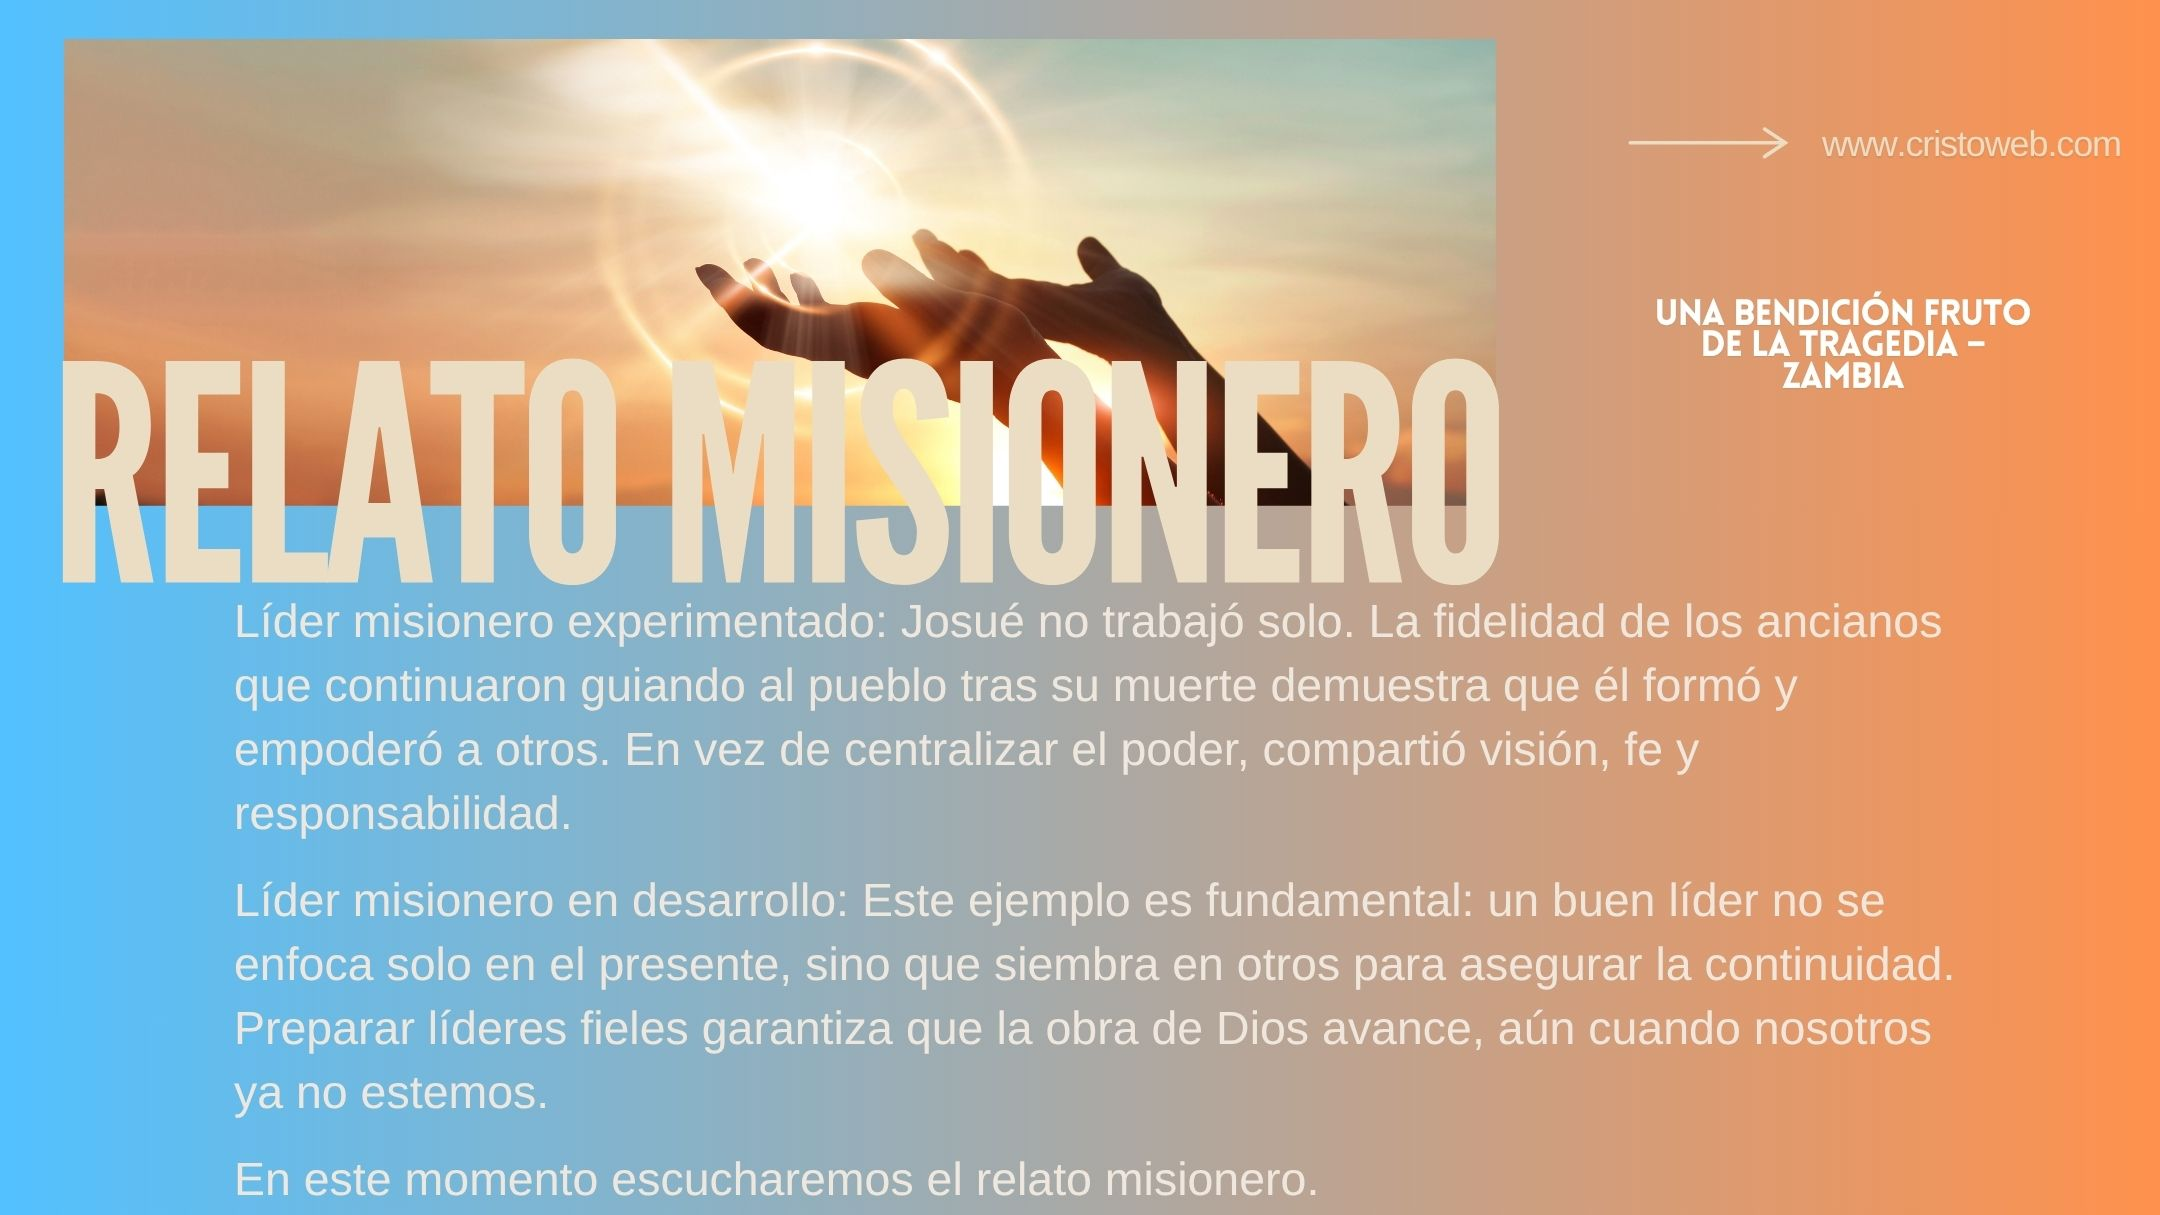 www.cristoweb.com
UNA BENDICIÓN FRUTO
DE LA TRAGEDIA –
ZAMBIA
RELATO MISIONERO
Líder misionero experimentado: Josué no trabajó solo. La fidelidad de los ancianos
que continuaron guiando al pueblo tras su muerte demuestra que él formó y
empoderó a otros. En vez de centralizar el poder, compartió visión, fe y
responsabilidad.
Líder misionero en desarrollo: Este ejemplo es fundamental: un buen líder no se
enfoca solo en el presente, sino que siembra en otros para asegurar la continuidad.
Preparar líderes fieles garantiza que la obra de Dios avance, aún cuando nosotros
ya no estemos.
En este momento escucharemos el relato misionero.